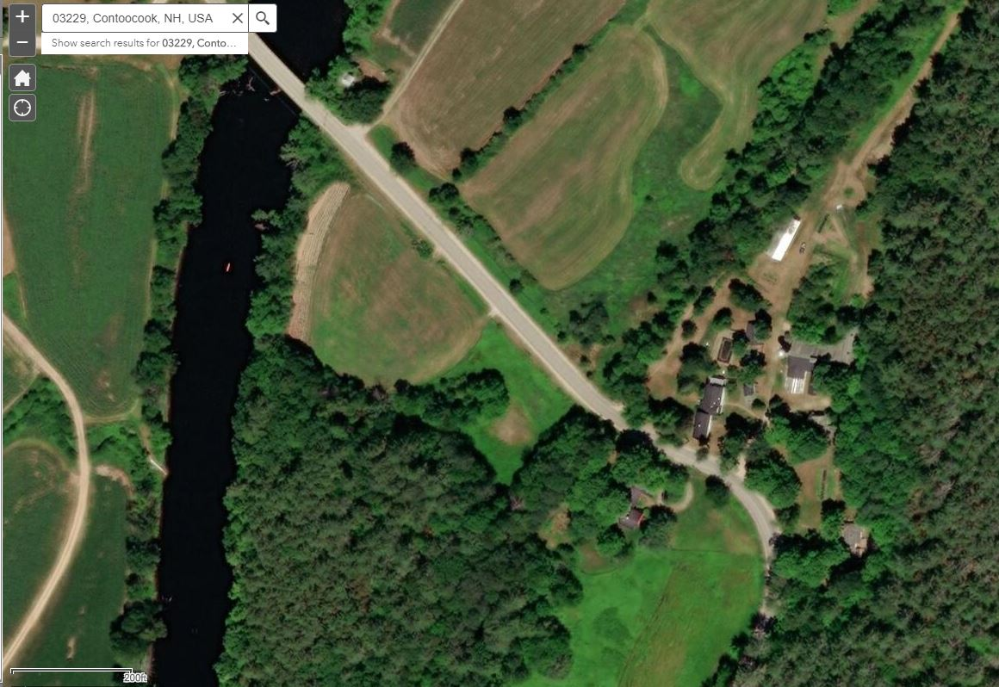 +
03229, Contoocook, NH, USA
Show search results for 03229, Conto...
−
200ft